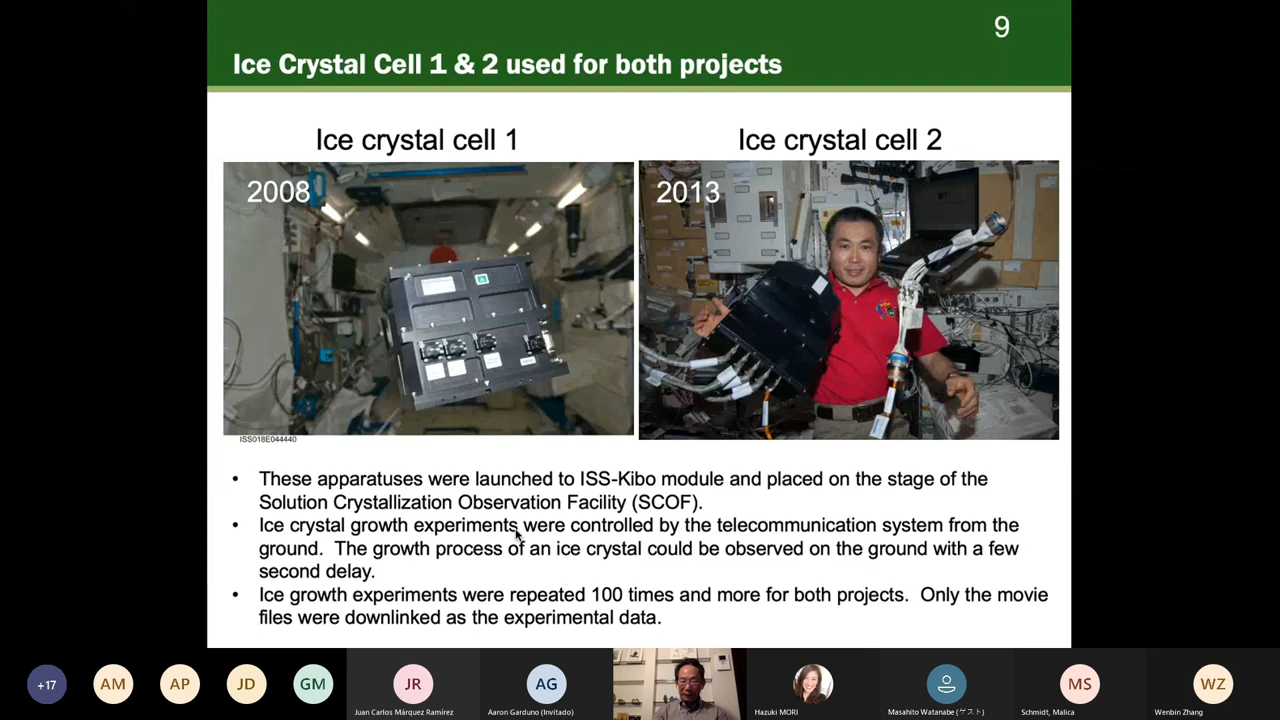 9
Ice Crystal Cell 1 & 2 used for both projects
Ice crystal cell 1
Ice crystal cell 2
2008
2013
ISS018E044440
• These apparatuses were launched to ISS-Kibo module and placed on the stage of the
Solution Crystallization Observation Facility (SCOF).
• Ice crystal growth experiments were controlled by the telecommunication system from the
ground. The growth process of an ice crystal could be observed on the ground with a few
second delay.
• Ice growth experiments were repeated 100 times and more for both projects. Only the movie
files were downlinked as the experimental data.
+17
AM
AP
JD
GM
JR
AG
MS
WZ
Juan Carlos Márquez Ramírez
Aaron Garduno (Invitado)
Hazuki MORI
Masahito Watanabe (ゲスト)
Schmidt, Malica
Wenbin Zhang